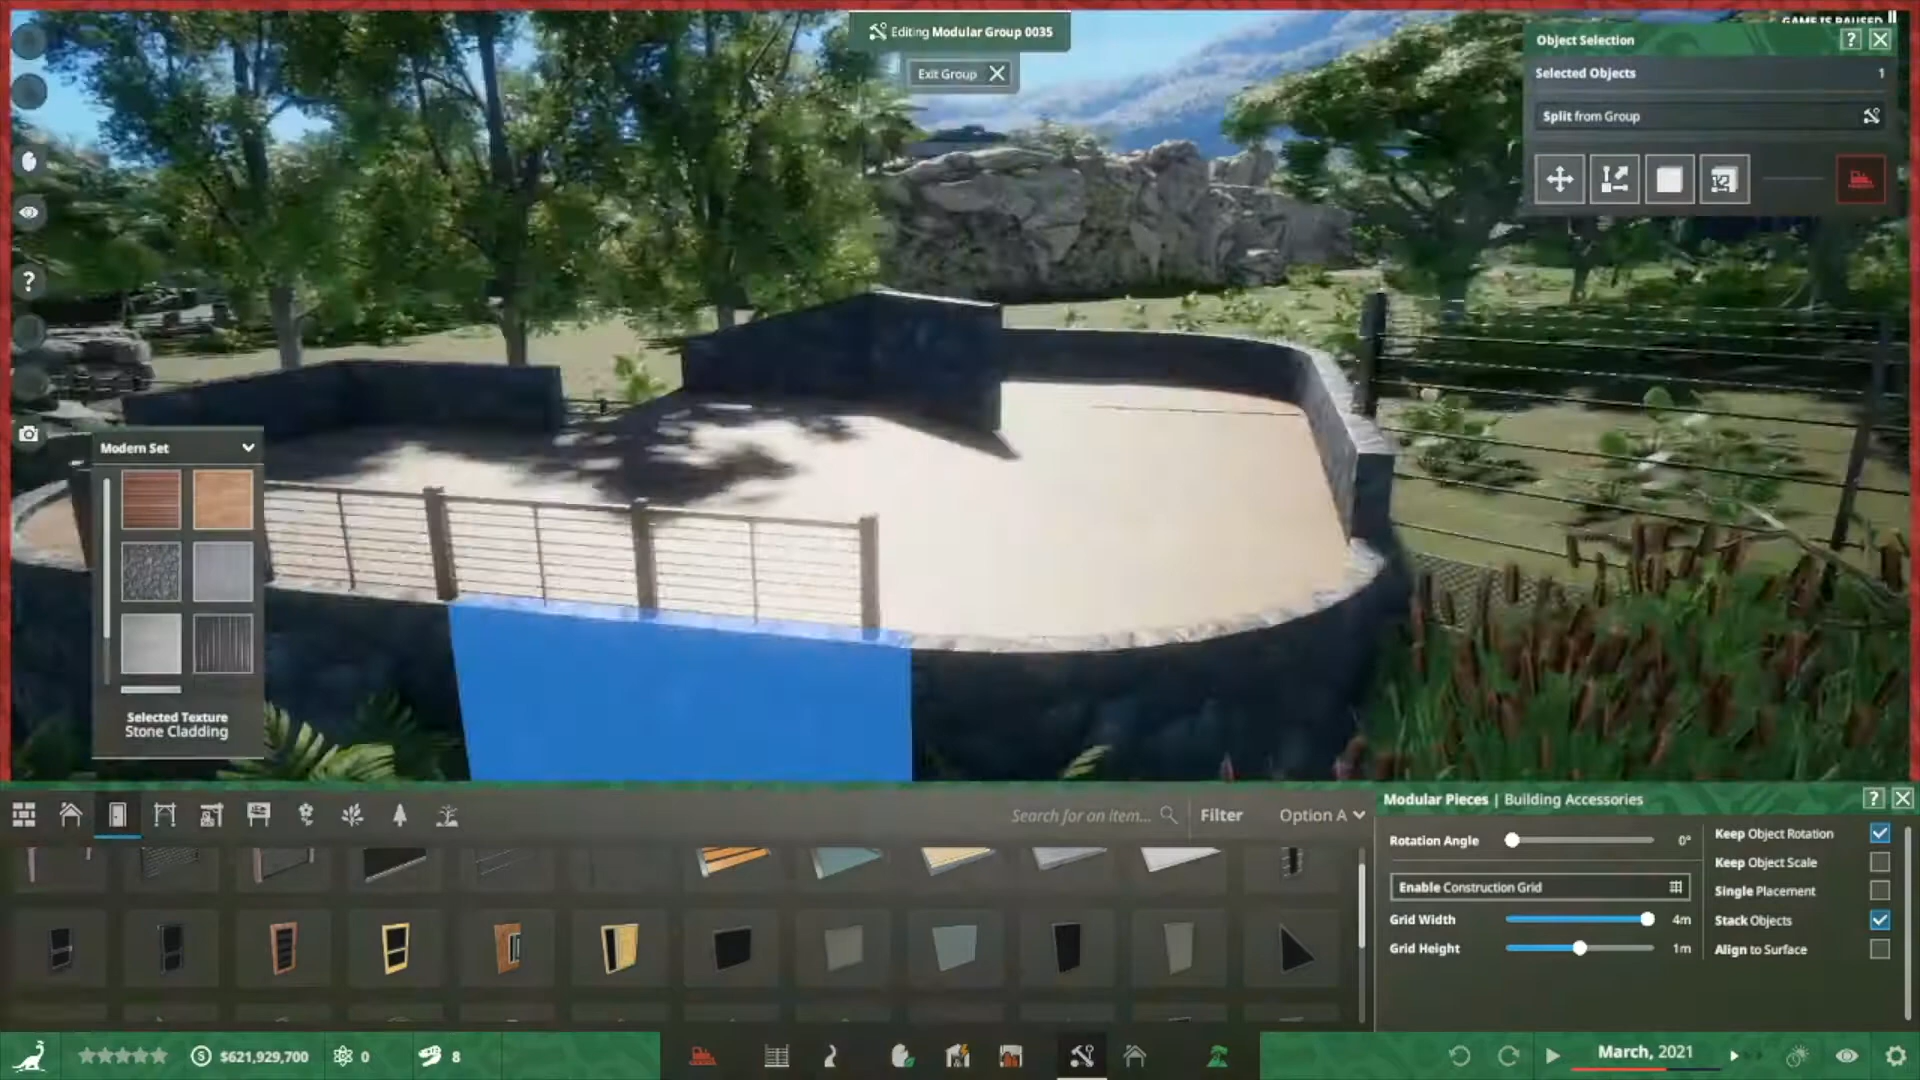 Editing Modular Group 0035
Exit Group
GAME IS PAUSED
Object Selection
?
Selected Objects 1
Split from Group
?
Modern Set
Selected Texture
Stone Cladding
Search for an item...
Filter
Option A
Modular Pieces | Building Accessories
?
Rotation Angle 0°
Enable Construction Grid
Grid Width 4m
Grid Height 1m
Keep Object Rotation
Keep Object Scale
Single Placement
Stack Objects
Align to Surface
$621,929,700
0
8
March, 2021